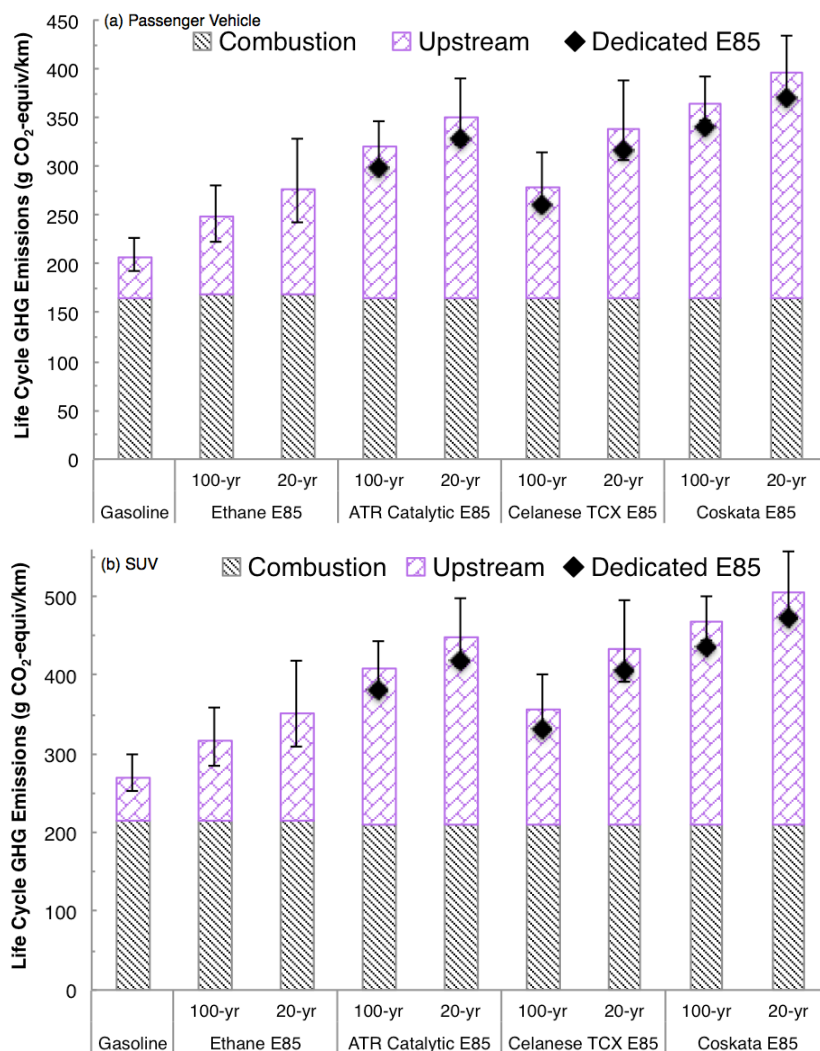 (a) Passenger Vehicle
Combustion Upstream Dedicated E85
Life Cycle GHG Emissions (g CO₂-equiv/km)
450
400
350
300
250
200
150
100
50
0
100-yr 20-yr 100-yr 20-yr 100-yr 20-yr 100-yr 20-yr
Gasoline Ethane E85 ATR Catalytic E85 Celanese TCX E85 Coskata E85
(b) SUV
Combustion Upstream Dedicated E85
Life Cycle GHG Emissions (g CO₂-equiv/km)
500
400
300
200
100
0
100-yr 20-yr 100-yr 20-yr 100-yr 20-yr 100-yr 20-yr
Gasoline Ethane E85 ATR Catalytic E85 Celanese TCX E85 Coskata E85